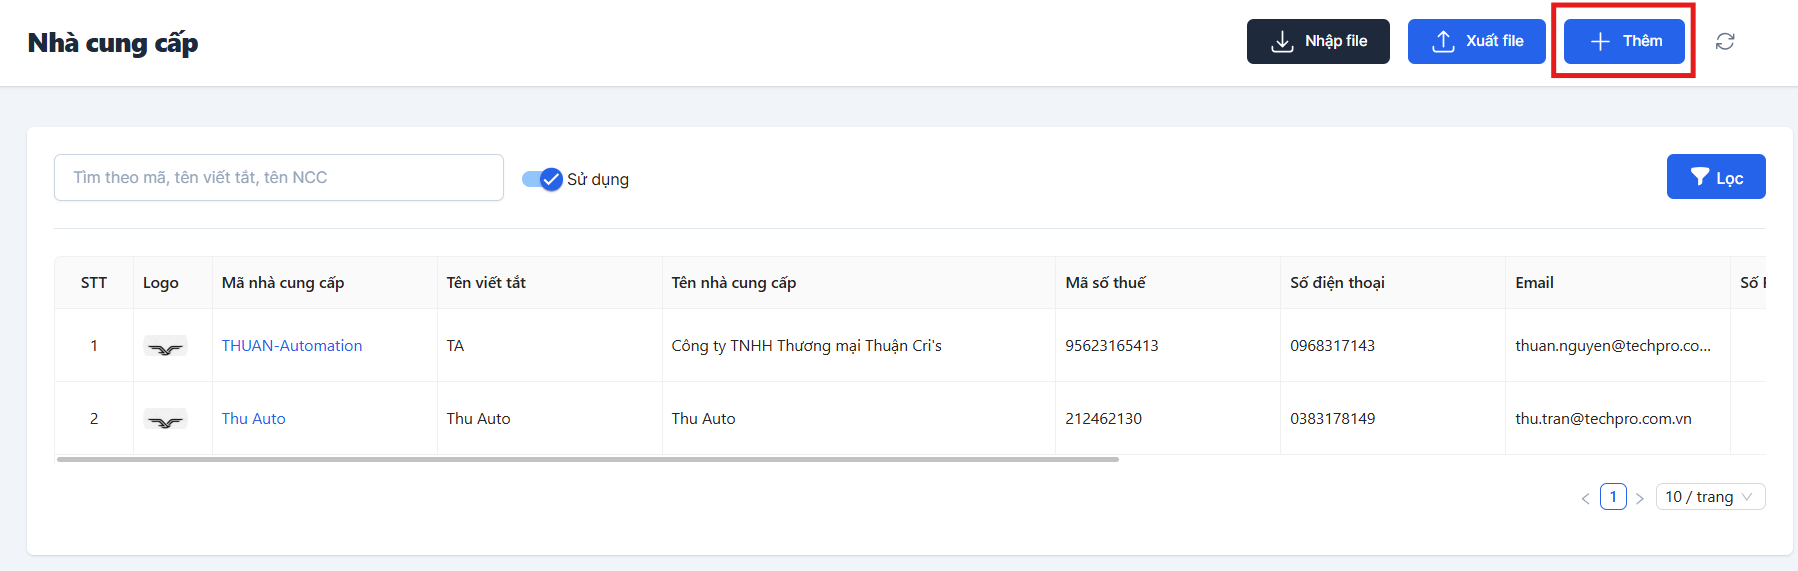 Nhà cung cấp
Nhập file
Xuất file
Thêm
Tìm theo mã, tên viết tắt, tên NCC
Sử dụng
Lọc
STT Logo Mã nhà cung cấp Tên viết tắt Tên nhà cung cấp Mã số thuế Số điện thoại Email Số
1 THUAN-Automation TA Công ty TNHH Thương mại Thuận Cri's 95623165413 0968317143 thuan.nguyen@techpro.co...
2 Thu Auto Thu Auto Thu Auto 212462130 0383178149 thu.tran@techpro.com.vn
1 10 / trang